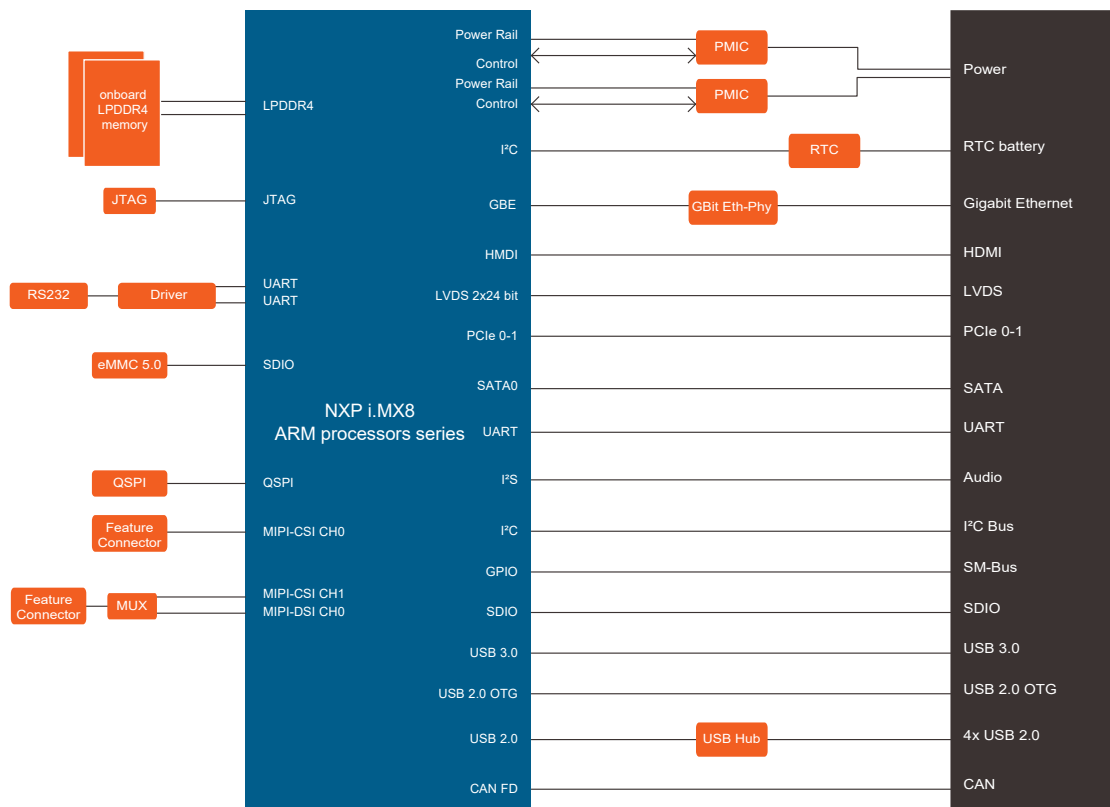 onboard
LPDDR4
memory
JTAG
RS232
Driver
eMMC 5.0
QSPI
Feature
Connector
Feature
Connector
MUX
LPDDR4
JTAG
UART
UART
SDIO
NXP i.MX8
ARM processors series
QSPI
MIPI-CSI CH0
MIPI-CSI CH1
MIPI-DSI CH0
Power Rail
Control
Power Rail
Control
I²C
GBE
HMDI
LVDS 2x24 bit
PCIe 0-1
SATA0
UART
I²S
I²C
GPIO
SDIO
USB 3.0
USB 2.0 OTG
USB 2.0
CAN FD
PMIC
PMIC
RTC
GBit Eth-Phy
USB Hub
Power
RTC battery
Gigabit Ethernet
HDMI
LVDS
PCIe 0-1
SATA
UART
Audio
I²C Bus
SM-Bus
SDIO
USB 3.0
USB 2.0 OTG
4x USB 2.0
CAN